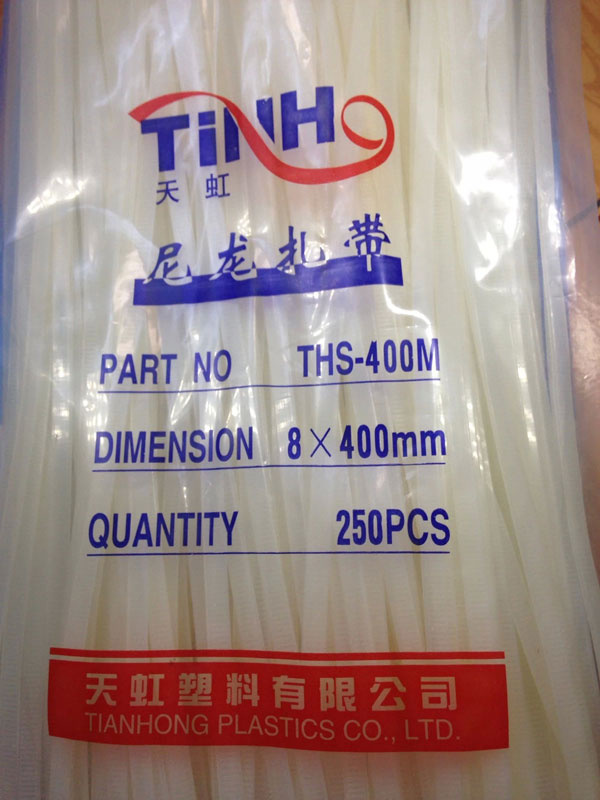 TiNHg
天虹
尼龙扎带
PART NO THS-400M
DIMENSION 8×400mm
QUANTITY 250PCS
天虹塑料有限公司
TIANHONG PLASTICS CO., LTD.